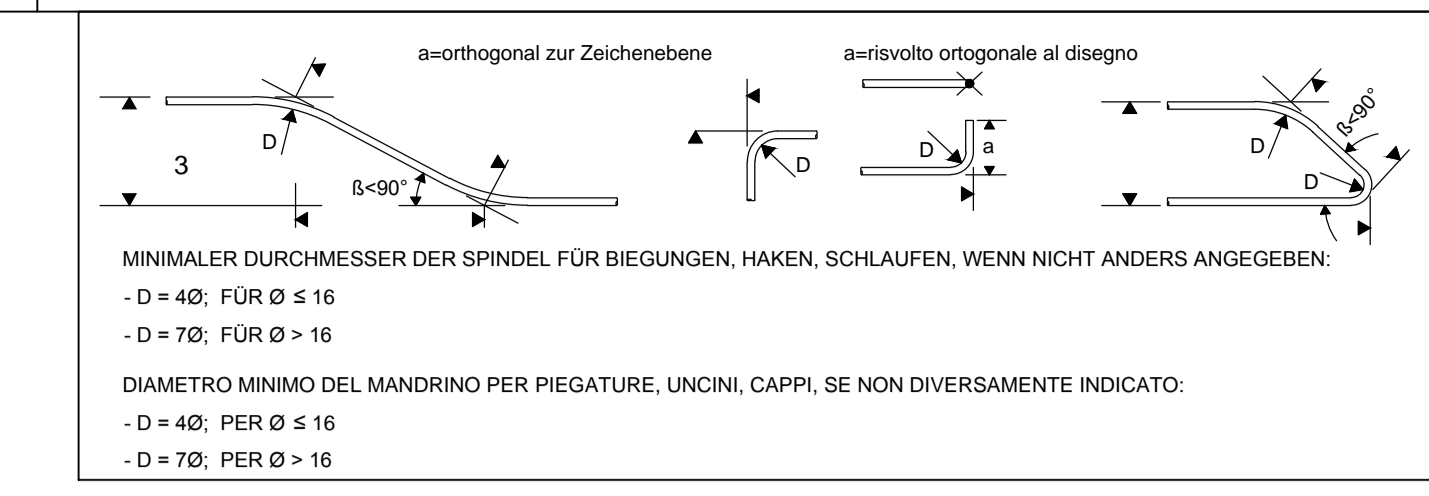 a=orthogonal zur Zeichenebene
a=risvolto ortogonale al disegno
D
3
ß<90°
D
D
a
ß<90°
D
D
MINIMALER DURCHMESSER DER SPINDEL FÜR BIEGUNGEN, HAKEN, SCHLAUFEN, WENN NICHT ANDERS ANGEGEBEN:
- D = 4Ø; FÜR Ø ≤ 16
- D = 7Ø; FÜR Ø > 16
DIAMETRO MINIMO DEL MANDRINO PER PIEGATURE, UNCINI, CAPPI, SE NON DIVERSAMENTE INDICATO:
- D = 4Ø; PER Ø ≤ 16
- D = 7Ø; PER Ø > 16